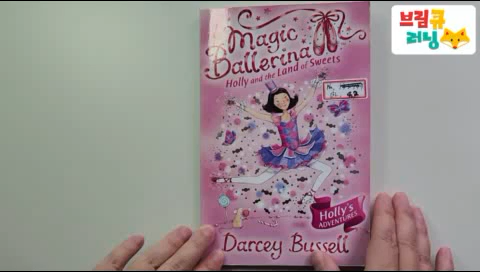 Magic
Ballerina
Holly and the Land of Sweets
Holly's
ADVENTURES
Darcey Bussell
브림큐
러닝